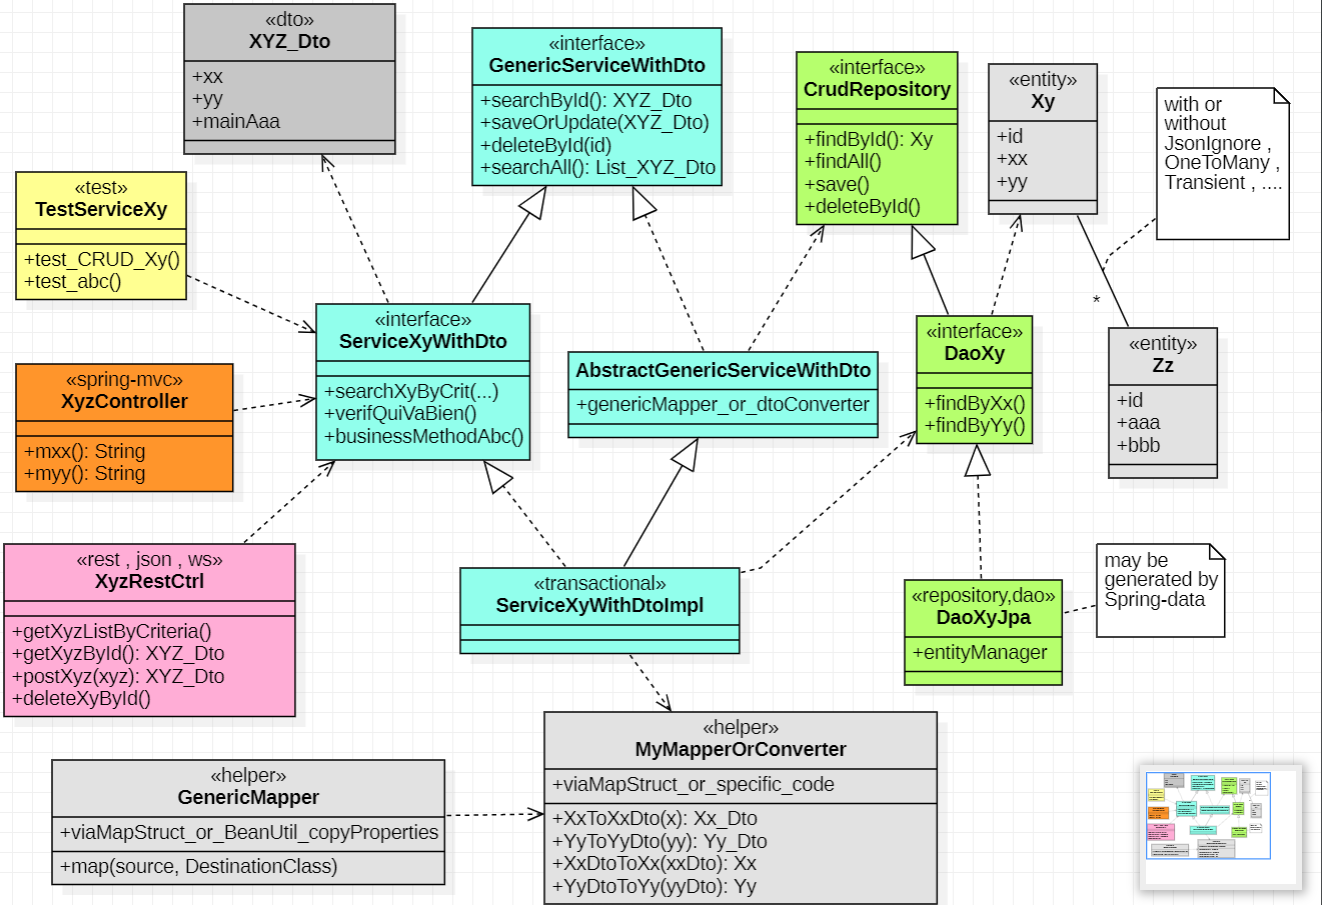 «dto»
XYZ_Dto
+xx
+yy
+mainAaa
«interface»
GenericServiceWithDto
+searchById(): XYZ_Dto
+saveOrUpdate(XYZ_Dto)
+deleteById(id)
+searchAll(): List_XYZ_Dto
«interface»
CrudRepository
+findById(): Xy
+findAll()
+save()
+deleteById()
«entity»
Xy
+id
+xx
+yy
with or
without
JsonIgnore ,
OneToMany ,
Transient , ....
«test»
TestServiceXy
+test_CRUD_Xy()
+test_abc()
«interface»
ServiceXyWithDto
+searchXyByCrit(...)
+verifQuiVaBien()
+businessMethodAbc()
AbstractGenericServiceWithDto
+genericMapper_or_dtoConverter
«interface»
DaoXy
+findByXx()
+findByYy()
*
«entity»
Zz
+id
+aaa
+bbb
«spring-mvc»
XyzController
+mxx(): String
+myy(): String
«rest , json , ws»
XyzRestCtrl
+getXyzListByCriteria()
+getXyzById(): XYZ_Dto
+postXyz(xyz): XYZ_Dto
+deleteXyById()
«transactional»
ServiceXyWithDtoImpl
«repository,dao»
DaoXyJpa
+entityManager
may be
generated by
Spring-data
«helper»
GenericMapper
+viaMapStruct_or_BeanUtil_copyProperties
+map(source, DestinationClass)
«helper»
MyMapperOrConverter
+viaMapStruct_or_specific_code
+XxToXxDto(x): Xx_Dto
+YyToYyDto(yy): Yy_Dto
+XxDtoToXx(xxDto): Xx
+YyDtoToYy(yyDto): Yy